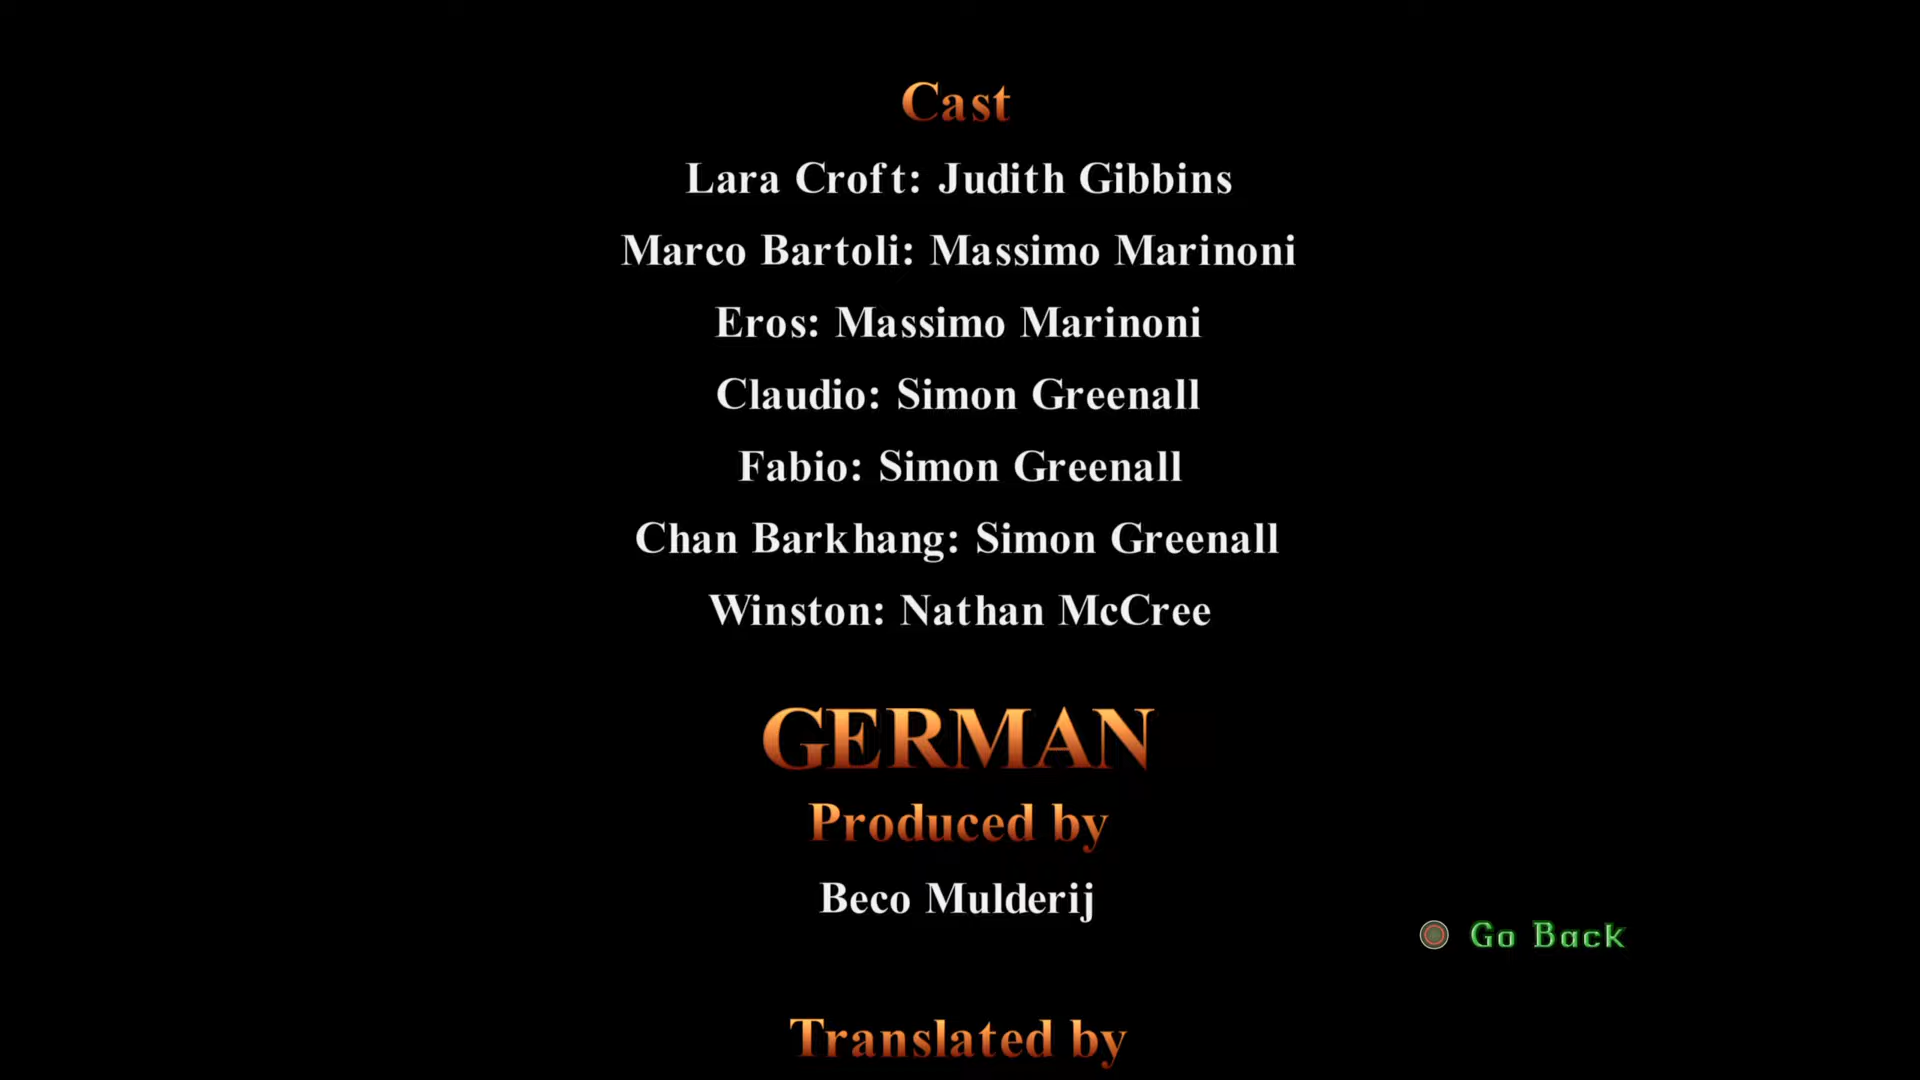 Cast
Lara Croft: Judith Gibbins
Marco Bartoli: Massimo Marinoni
Eros: Massimo Marinoni
Claudio: Simon Greenall
Fabio: Simon Greenall
Chan Barkhang: Simon Greenall
Winston: Nathan McCree
GERMAN
Produced by
Beco Mulderij
Go Back
Translated by